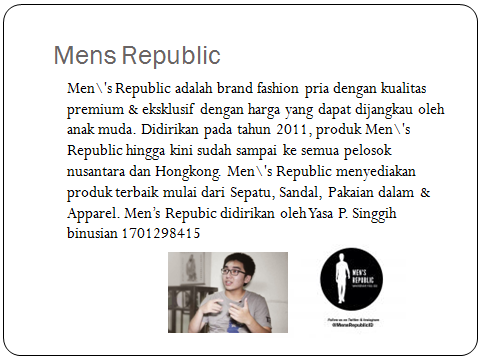 Mens Republic
Men\'s Republic adalah brand fashion pria dengan kualitas
premium & eksklusif dengan harga yang dapat dijangkau oleh
anak muda. Didirikan pada tahun 2011, produk Men\'s
Republic hingga kini sudah sampai ke semua pelosok
nusantara dan Hongkong. Men\'s Republic menyediakan
produk terbaik mulai dari Sepatu, Sandal, Pakaian dalam &
Apparel. Men’s Repubic didirikan oleh Yasa P. Singgih
binusian 1701298415
MEN'S
REPUBLIC
Follow us on Twitter & Instagram
@MensRepublicID